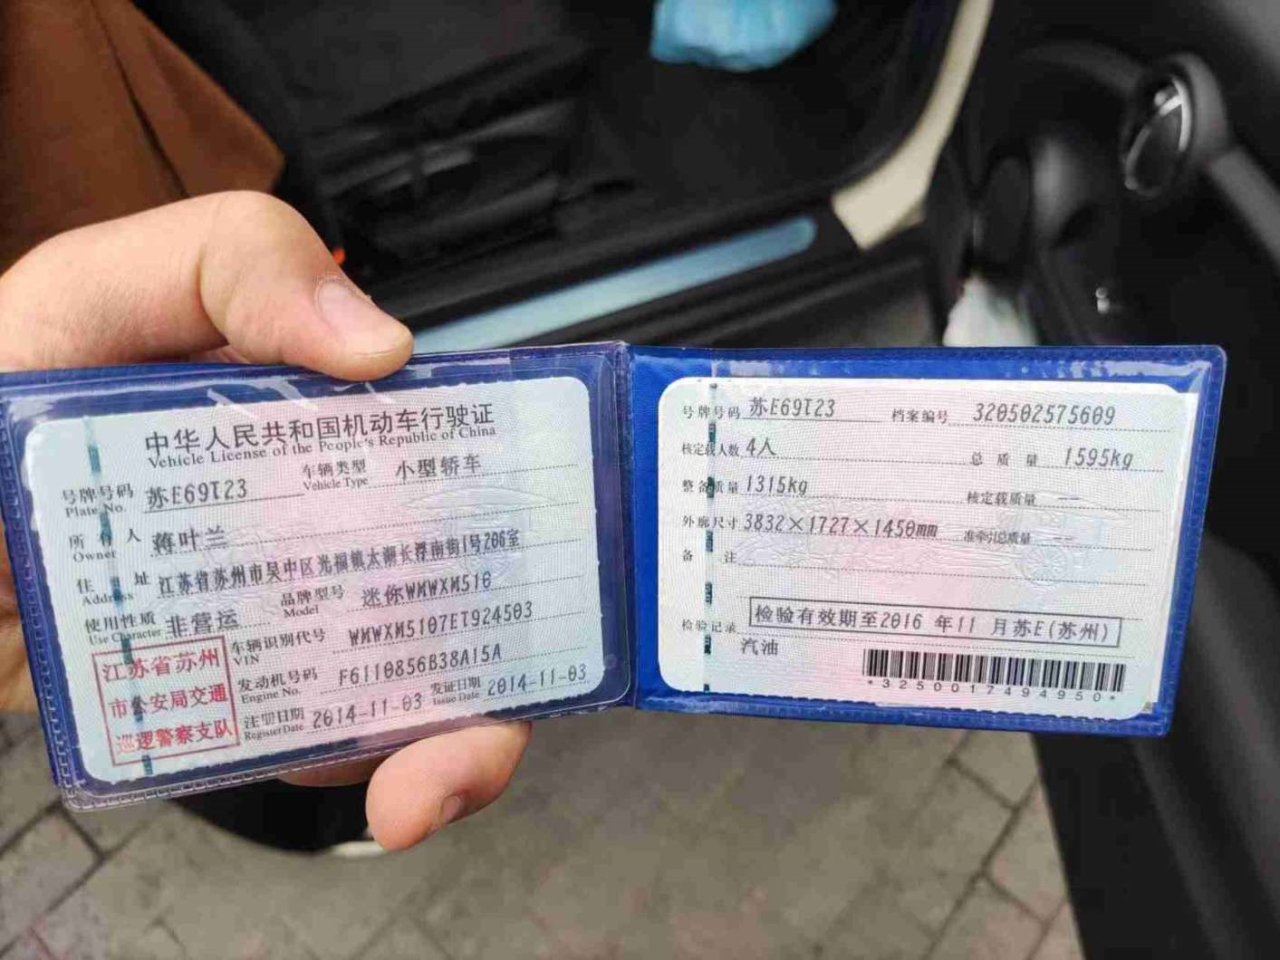 中华人民共和国机动车行驶证
Vehicle License of the People's Republic of China
号牌号码 苏E69T23 车辆类型 小型轿车
Plate No. Vehicle Type
所有人 蒋叶兰
Owner
住址 江苏省苏州市吴中区光福镇太湖长浮南街1号206室
Address
使用性质 非营运 品牌型号 迷你WMWXM510
Use Character Model
江苏省苏州
市公安局交通
巡逻警察支队
车辆识别代号 WMWXM5107ET924503
VIN
发动机号码 F6110856B38A15A
Engine No.
注册日期 2014-11-03 发证日期 2014-11-03
Register Date Issue Date
号牌号码 苏E69T23 档案编号 320502575609
核定载人数 4人 总质量 1595kg
整备质量 1315kg 核定载质量 --
外廓尺寸 3832×1727×1450mm 准牵引总质量 --
备注
检验记录 检验有效期至2016 年11 月苏E(苏州)
汽油
*3250017494950*